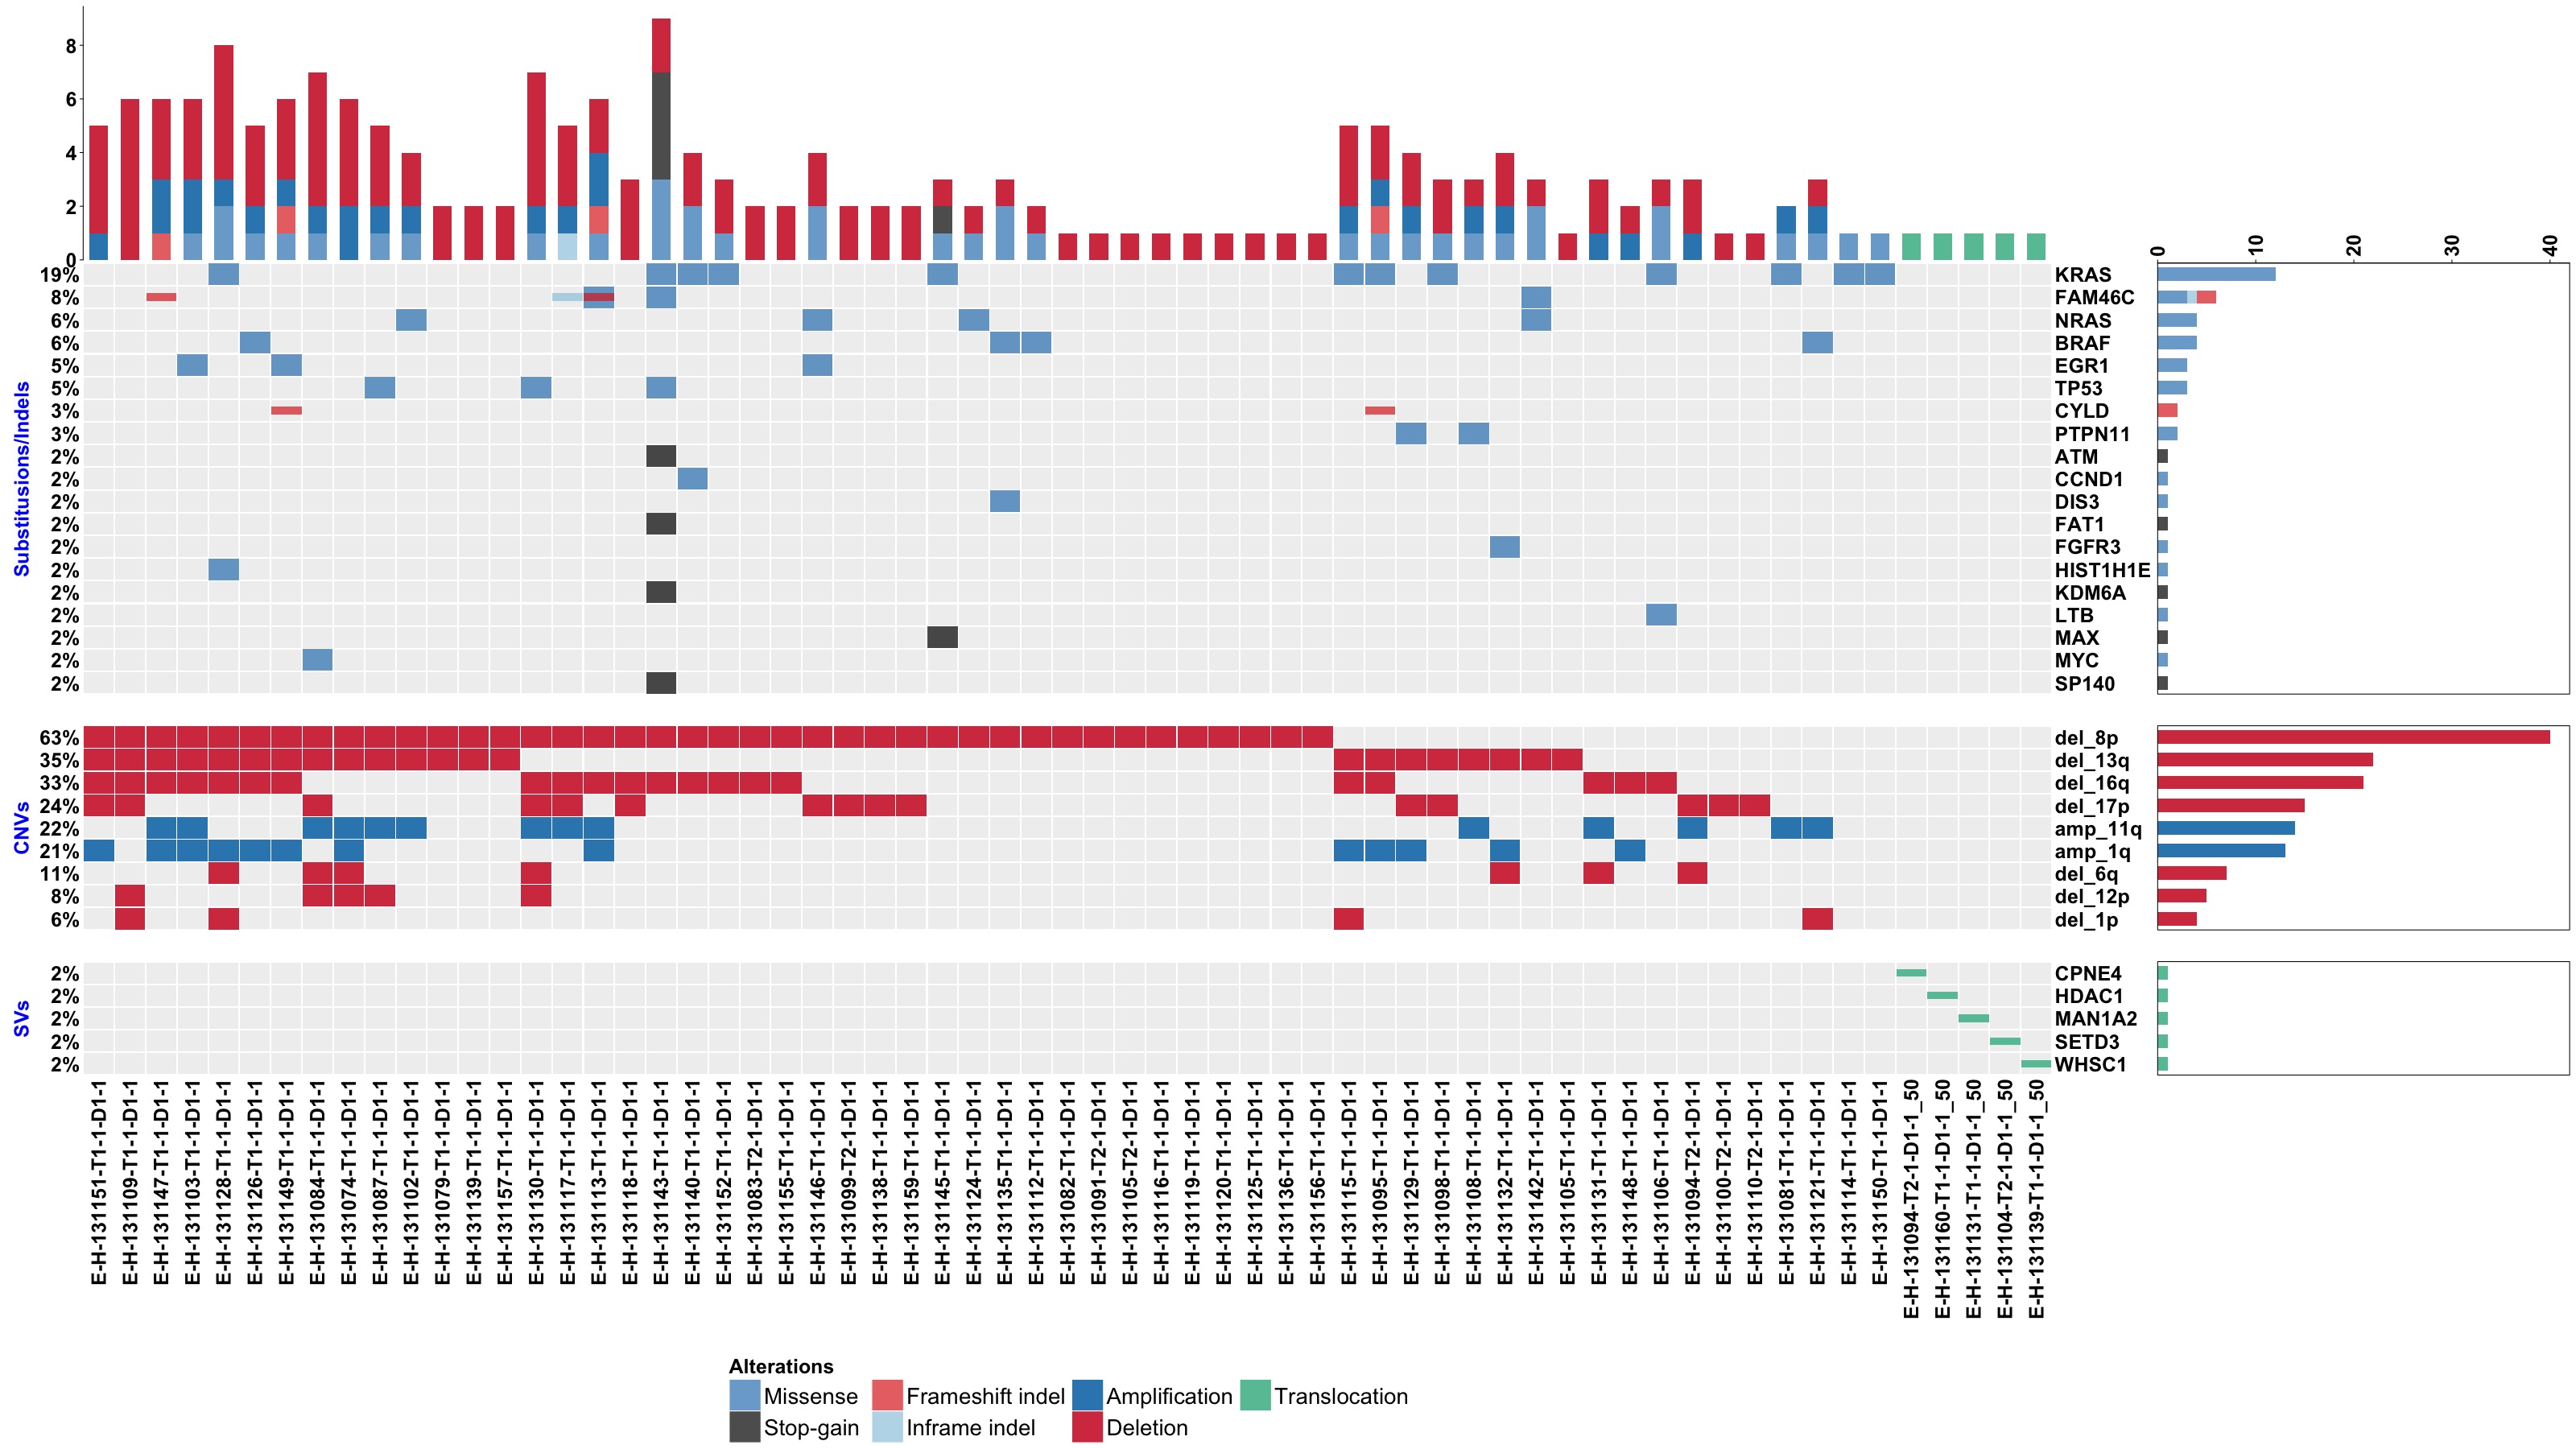 8
6
4
2
0
0
10
20
30
40
Substitusions/Indels
19% KRAS
8% FAM46C
6% NRAS
6% BRAF
5% EGR1
5% TP53
3% CYLD
3% PTPN11
2% ATM
2% CCND1
2% DIS3
2% FAT1
2% FGFR3
2% HIST1H1E
2% KDM6A
2% LTB
2% MAX
2% MYC
2% SP140
CNVs
63% del_8p
35% del_13q
33% del_16q
24% del_17p
22% amp_11q
21% amp_1q
11% del_6q
8% del_12p
6% del_1p
SVs
2% CPNE4
2% HDAC1
2% MAN1A2
2% SETD3
2% WHSC1
E-H-131151-T1-1-D1-1
E-H-131109-T1-1-D1-1
E-H-131147-T1-1-D1-1
E-H-131103-T1-1-D1-1
E-H-131128-T1-1-D1-1
E-H-131126-T1-1-D1-1
E-H-131149-T1-1-D1-1
E-H-131084-T1-1-D1-1
E-H-131074-T1-1-D1-1
E-H-131087-T1-1-D1-1
E-H-131102-T1-1-D1-1
E-H-131079-T1-1-D1-1
E-H-131139-T1-1-D1-1
E-H-131157-T1-1-D1-1
E-H-131130-T1-1-D1-1
E-H-131117-T1-1-D1-1
E-H-131113-T1-1-D1-1
E-H-131118-T1-1-D1-1
E-H-131143-T1-1-D1-1
E-H-131140-T1-1-D1-1
E-H-131152-T1-1-D1-1
E-H-131083-T2-1-D1-1
E-H-131155-T1-1-D1-1
E-H-131146-T1-1-D1-1
E-H-131099-T2-1-D1-1
E-H-131138-T1-1-D1-1
E-H-131159-T1-1-D1-1
E-H-131145-T1-1-D1-1
E-H-131124-T1-1-D1-1
E-H-131135-T1-1-D1-1
E-H-131112-T1-1-D1-1
E-H-131082-T1-1-D1-1
E-H-131091-T2-1-D1-1
E-H-131105-T2-1-D1-1
E-H-131116-T1-1-D1-1
E-H-131119-T1-1-D1-1
E-H-131120-T1-1-D1-1
E-H-131125-T1-1-D1-1
E-H-131136-T1-1-D1-1
E-H-131156-T1-1-D1-1
E-H-131115-T1-1-D1-1
E-H-131095-T1-1-D1-1
E-H-131129-T1-1-D1-1
E-H-131098-T1-1-D1-1
E-H-131108-T1-1-D1-1
E-H-131132-T1-1-D1-1
E-H-131142-T1-1-D1-1
E-H-131105-T1-1-D1-1
E-H-131131-T1-1-D1-1
E-H-131148-T1-1-D1-1
E-H-131106-T1-1-D1-1
E-H-131094-T2-1-D1-1
E-H-131100-T2-1-D1-1
E-H-131110-T2-1-D1-1
E-H-131081-T1-1-D1-1
E-H-131121-T1-1-D1-1
E-H-131114-T1-1-D1-1
E-H-131150-T1-1-D1-1
E-H-131094-T2-1-D1-1_50
E-H-131160-T1-1-D1-1_50
E-H-131131-T1-1-D1-1_50
E-H-131104-T2-1-D1-1_50
E-H-131139-T1-1-D1-1_50
Alterations
Missense Frameshift indel Amplification Translocation
Stop-gain Inframe indel Deletion